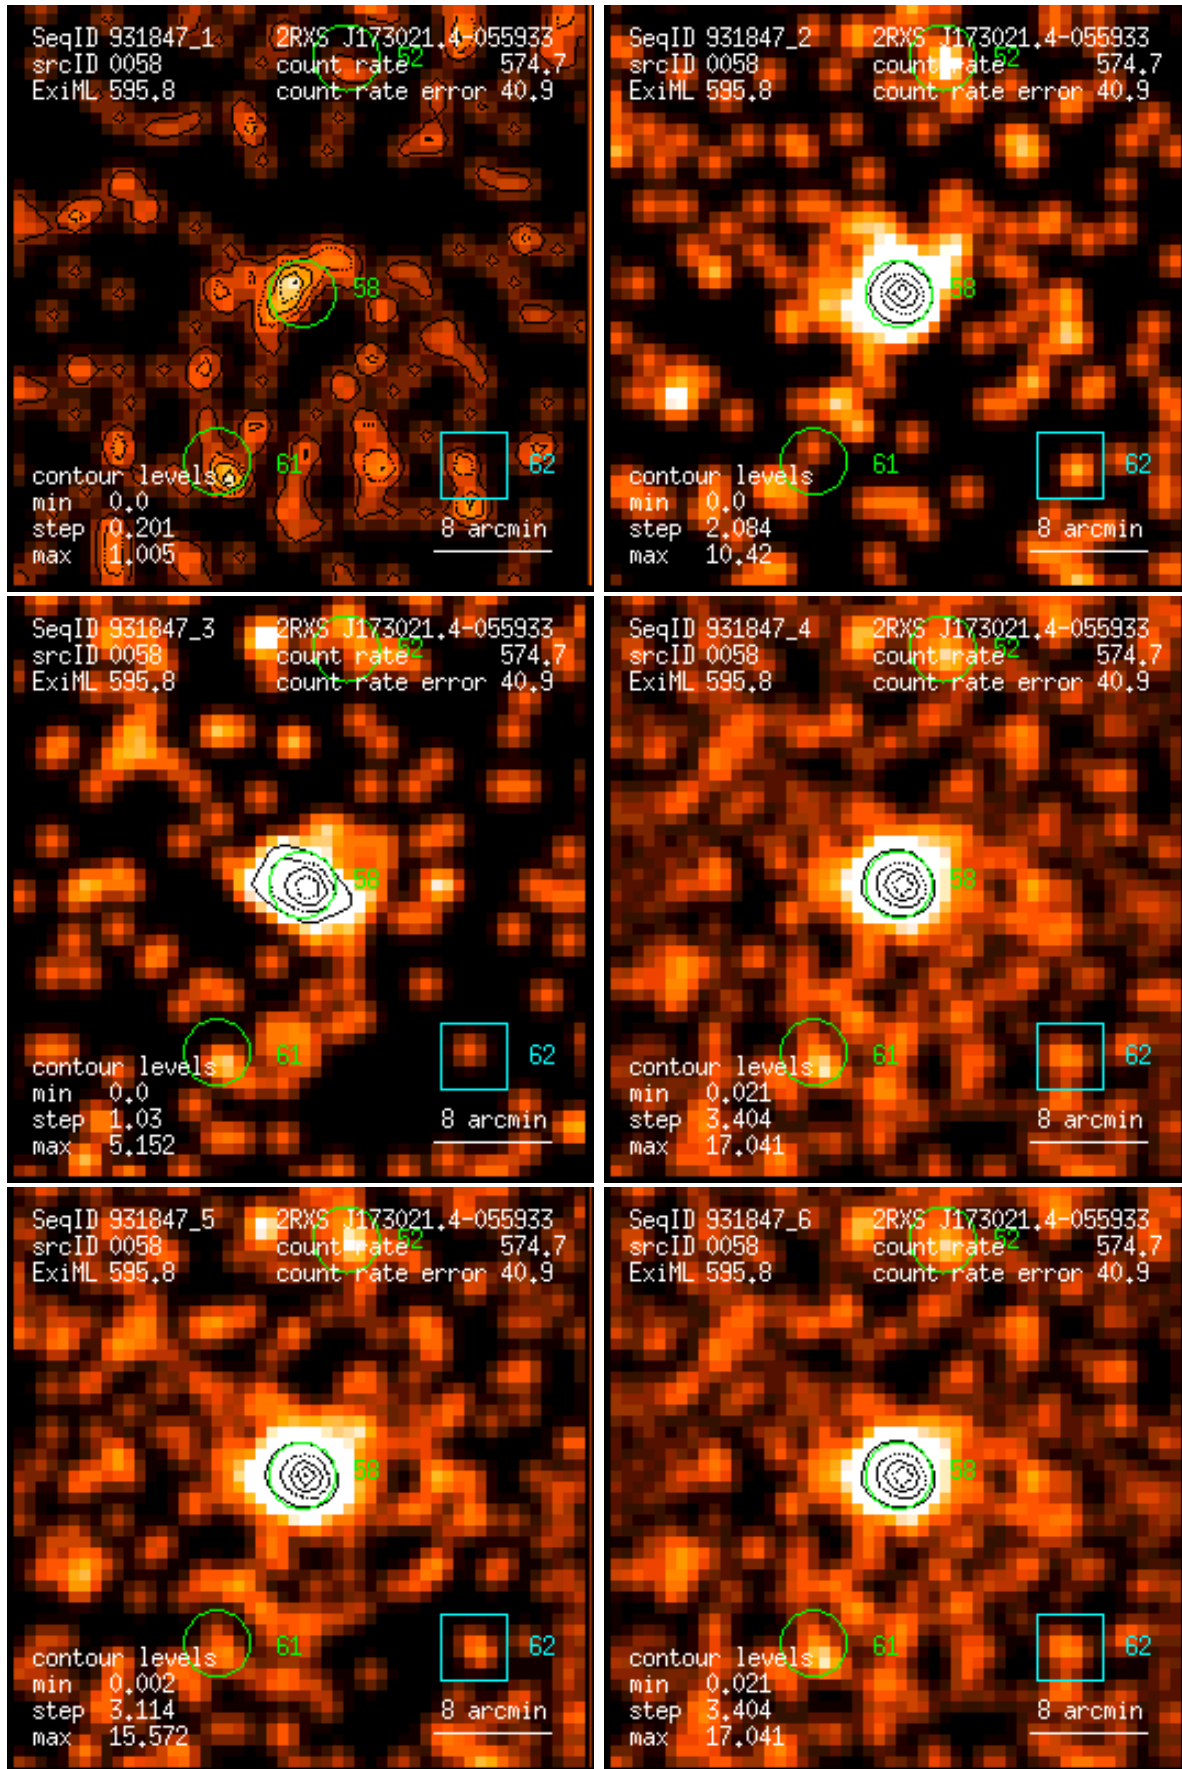 SeqID 931847_1 2RXS J173021.4-055933
srcID 0058 count rate 52 574.7
ExiML 595.8 count rate error 40.9
58
61
62
contour levels
min 0.0
step 0.201 8 arcmin
max 1.005
SeqID 931847_2 2RXS J173021.4-055933
srcID 0058 count rate 52 574.7
ExiML 595.8 count rate error 40.9
58
61
62
contour levels
min 0.0
step 2.084 8 arcmin
max 10.42
SeqID 931847_3 2RXS J173021.4-055933
srcID 0058 count rate 52 574.7
ExiML 595.8 count rate error 40.9
58
61
62
contour levels
min 0.0
step 1.03 8 arcmin
max 5.152
SeqID 931847_4 2RXS J173021.4-055933
srcID 0058 count rate 52 574.7
ExiML 595.8 count rate error 40.9
58
61
62
contour levels
min 0.021
step 3.404 8 arcmin
max 17.041
SeqID 931847_5 2RXS J173021.4-055933
srcID 0058 count rate 52 574.7
ExiML 595.8 count rate error 40.9
58
61
62
contour levels
min 0.002
step 3.114 8 arcmin
max 15.572
SeqID 931847_6 2RXS J173021.4-055933
srcID 0058 count rate 52 574.7
ExiML 595.8 count rate error 40.9
58
61
62
contour levels
min 0.021
step 3.404 8 arcmin
max 17.041